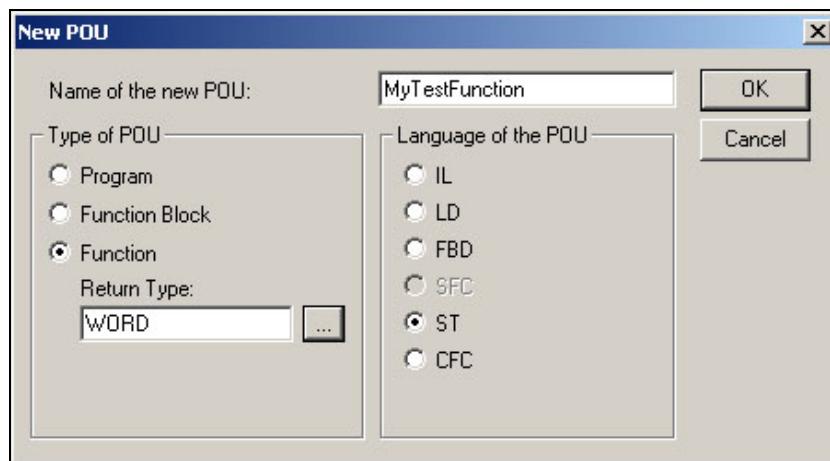 New POU
Name of the new POU:
MyTestFunction
OK
Cancel
Type of POU
Program
Function Block
Function
Return Type:
WORD
...
Language of the POU
IL
LD
FBD
SFC
ST
CFC